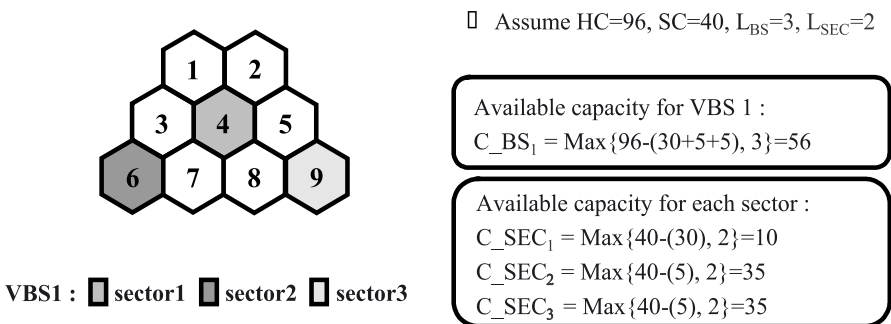 ▯ Assume HC=96, SC=40, L_BS=3, L_SEC=2
1 2
3 4 5
6 7 8 9
Available capacity for VBS 1 :
C_BS₁ = Max{96-(30+5+5), 3}=56
Available capacity for each sector :
C_SEC₁ = Max{40-(30), 2}=10
C_SEC₂ = Max{40-(5), 2}=35
C_SEC₃ = Max{40-(5), 2}=35
VBS1 : sector1 sector2 sector3